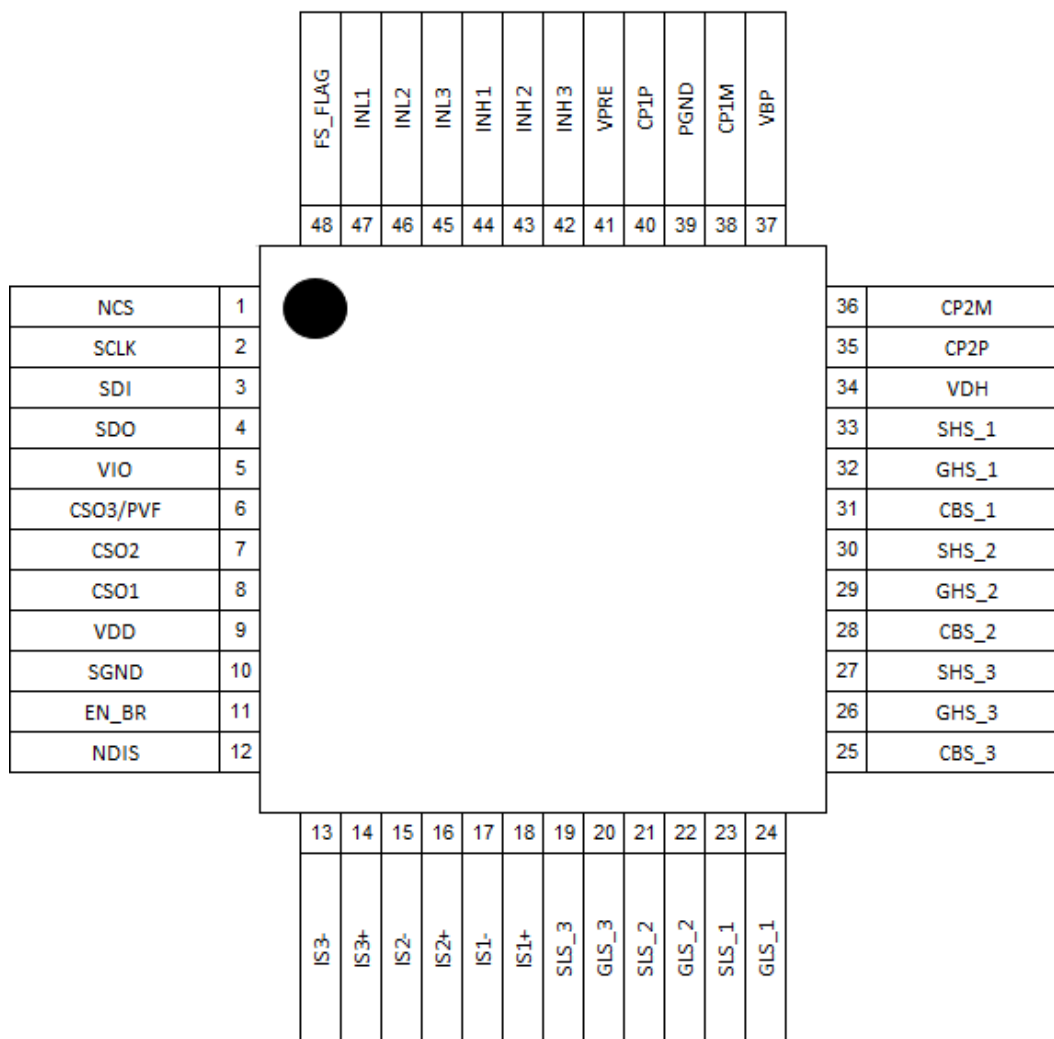 FS_FLAG INL1 INL2 INL3 INH1 INH2 INH3 VPRE CP1P PGND CP1M VBP
48 47 46 45 44 43 42 41 40 39 38 37
NCS 1 36 CP2M
SCLK 2 35 CP2P
SDI 3 34 VDH
SDO 4 33 SHS_1
VIO 5 32 GHS_1
CSO3/PVF 6 31 CBS_1
CSO2 7 30 SHS_2
CSO1 8 29 GHS_2
VDD 9 28 CBS_2
SGND 10 27 SHS_3
EN_BR 11 26 GHS_3
NDIS 12 25 CBS_3
13 14 15 16 17 18 19 20 21 22 23 24
IS3- IS3+ IS2- IS2+ IS1- IS1+ SLS_3 GLS_3 SLS_2 GLS_2 SLS_1 GLS_1